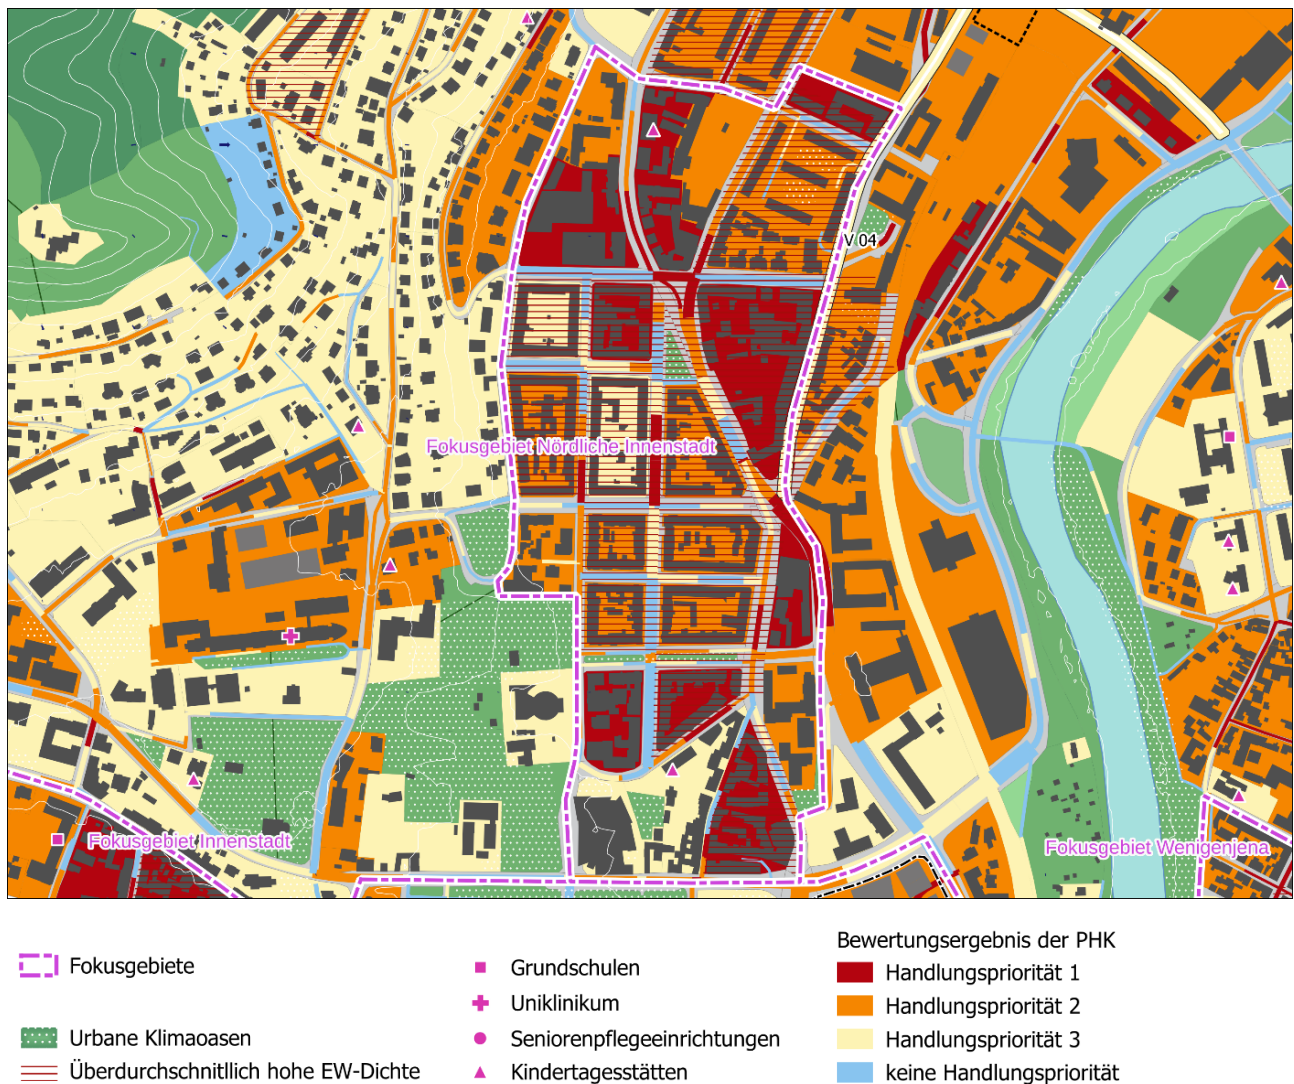 V 04
Fokusgebiet Nördliche Innenstadt
Fokusgebiet Innenstadt
Fokusgebiet Wenigenjena
Fokusgebiete
Urbane Klimaoasen
Überdurchschnitlich hohe EW-Dichte
Grundschulen
Uniklinikum
Seniorenpflegeeinrichtungen
Kindertagesstätten
Bewertungsergebnis der PHK
Handlungspriorität 1
Handlungspriorität 2
Handlungspriorität 3
keine Handlungspriorität